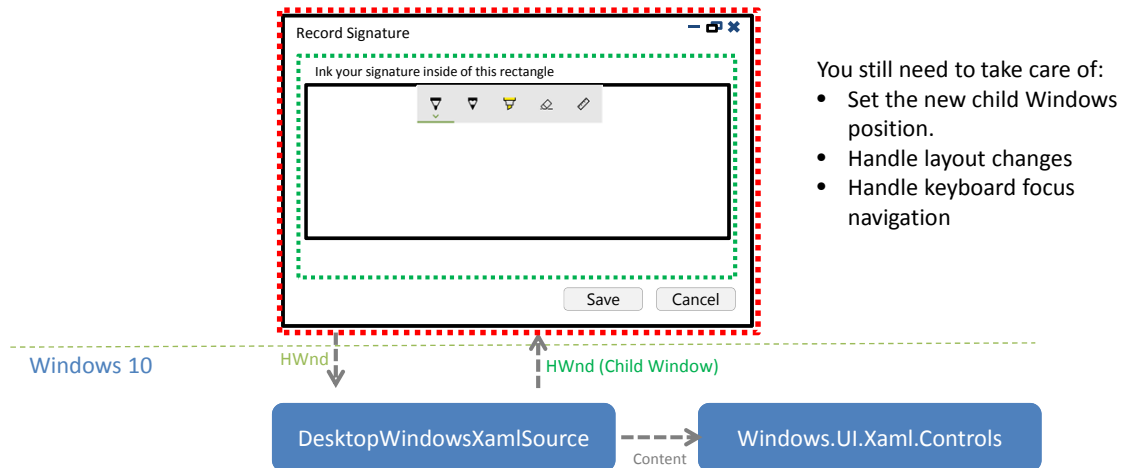 Record Signature
Ink your signature inside of this rectangle
Save
Cancel
You still need to take care of:
• Set the new child Windows
position.
• Handle layout changes
• Handle keyboard focus
navigation
Windows 10
HWnd
HWnd (Child Window)
DesktopWindowsXamlSource
Content
Windows.UI.Xaml.Controls